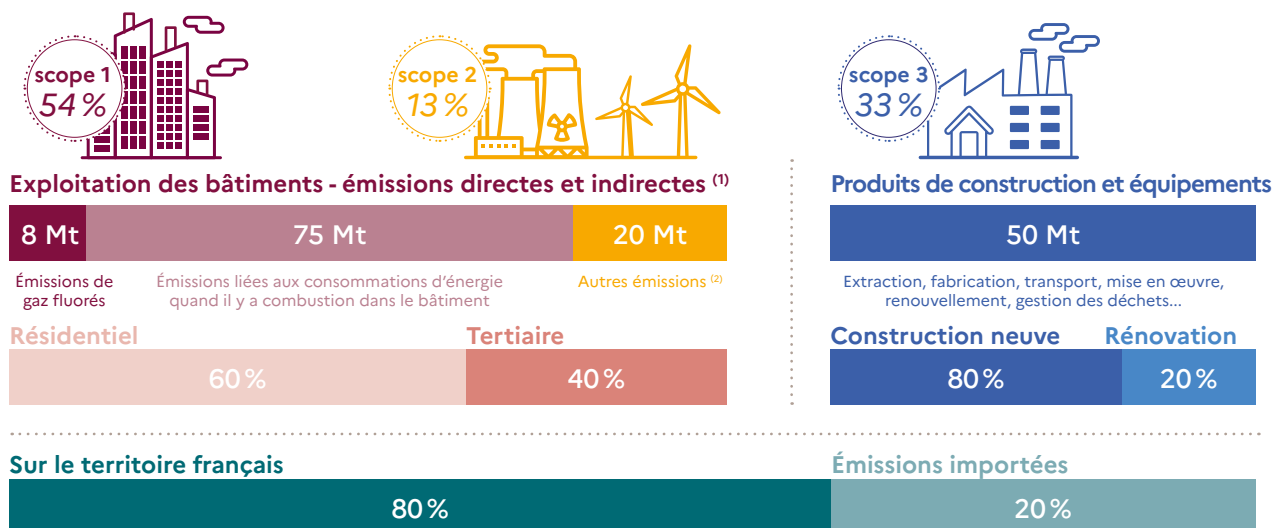 scope 1
54 %
scope 2
13 %
scope 3
33 %
Exploitation des bâtiments - émissions directes et indirectes (1)
8 Mt
75 Mt
20 Mt
Émissions de
gaz fluorés
Émissions liées aux consommations d'énergie
quand il y a combustion dans le bâtiment
Autres émissions (2)
Résidentiel
Tertiaire
60 %
40 %
Produits de construction et équipements
50 Mt
Extraction, fabrication, transport, mise en œuvre,
renouvellement, gestion des déchets...
Construction neuve
Rénovation
80 %
20 %
Sur le territoire français
Émissions importées
80 %
20 %